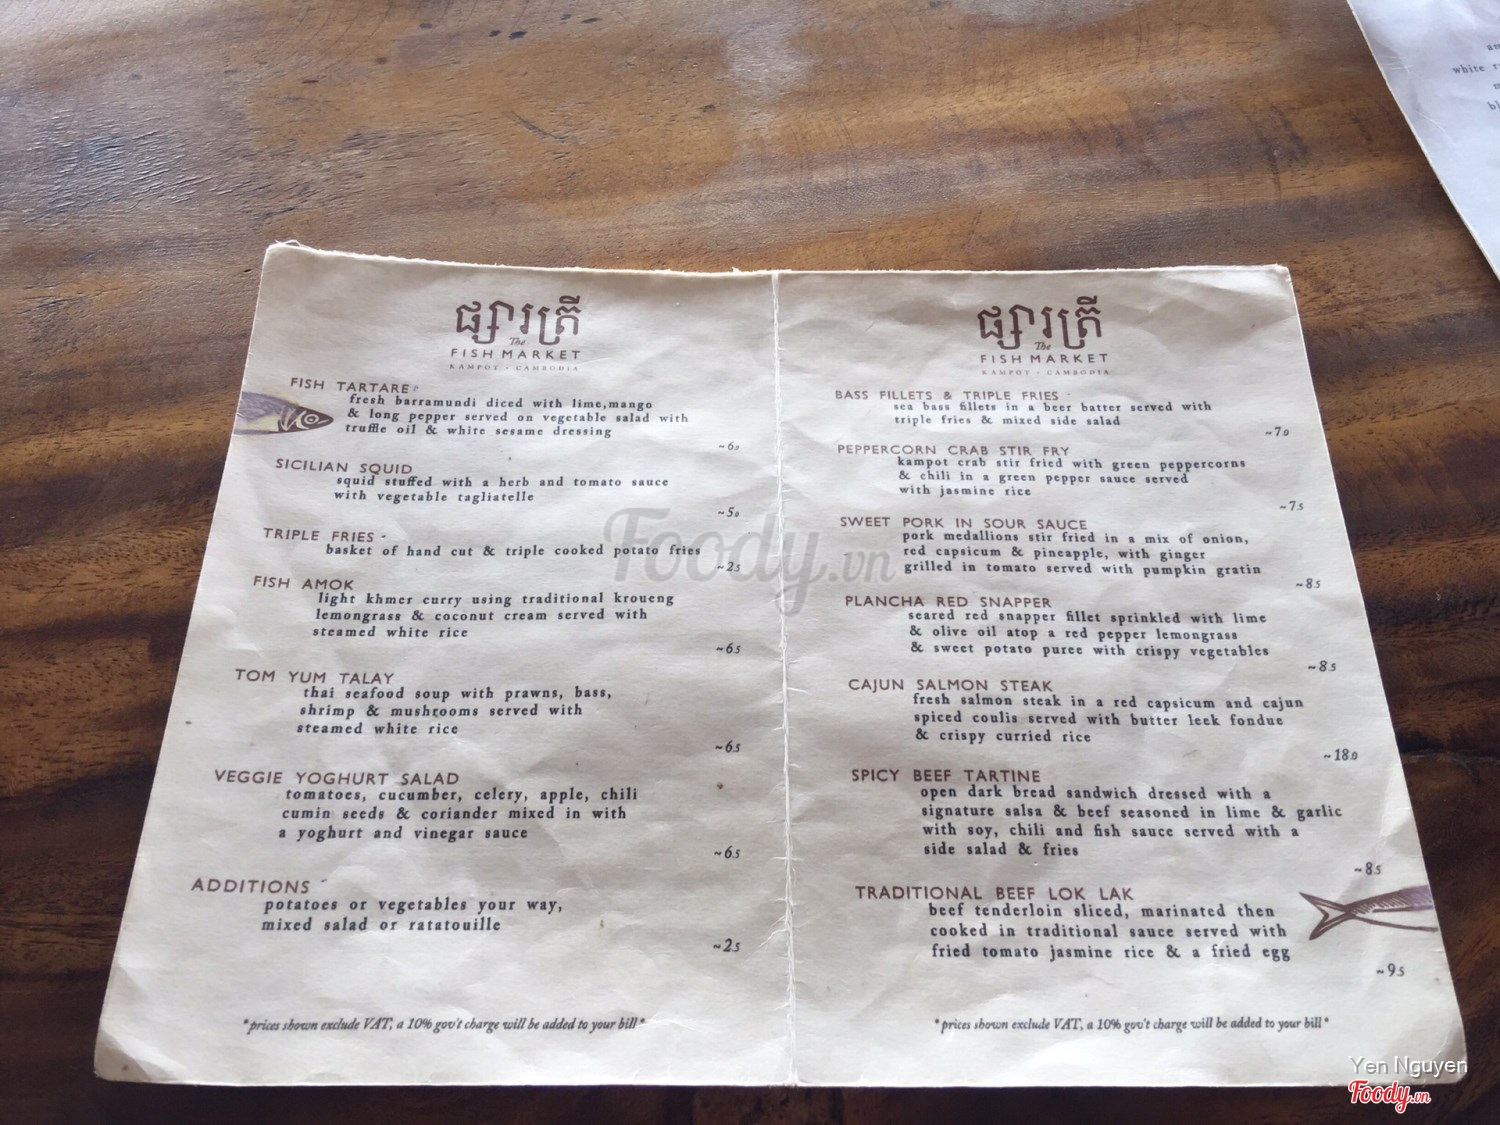 ផ្សារត្រី
The
FISH MARKET
KAMPOT - CAMBODIA
FISH TARTARE
fresh barramundi diced with lime,mango
& long pepper served on vegetable salad with
truffle oil & white sesame dressing
~6.0
SICILIAN SQUID
squid stuffed with a herb and tomato sauce
with vegetable tagliatelle
~5.0
TRIPLE FRIES
basket of hand cut & triple cooked potato fries
~2.5
FISH AMOK
light khmer curry using traditional kroueng
lemongrass & coconut cream served with
steamed white rice
~6.5
TOM YUM TALAY
thai seafood soup with prawns, bass,
shrimp & mushrooms served with
steamed white rice
~6.5
VEGGIE YOGHURT SALAD
tomatoes, cucumber, celery, apple, chili
cumin seeds & coriander mixed in with
a yoghurt and vinegar sauce
~6.5
ADDITIONS
potatoes or vegetables your way,
mixed salad or ratatouille
~2.5
*prices shown exclude VAT, a 10% gov't charge will be added to your bill*
ផ្សារត្រី
The
FISH MARKET
KAMPOT - CAMBODIA
BASS FILLETS & TRIPLE FRIES
sea bass fillets in a beer batter served with
triple fries & mixed side salad
~7.0
PEPPERCORN CRAB STIR FRY
kampot crab stir fried with green peppercorns
& chili in a green pepper sauce served
with jasmine rice
~7.5
SWEET PORK IN SOUR SAUCE
pork medallions stir fried in a mix of onion,
red capsicum & pineapple, with ginger
grilled in tomato served with pumpkin gratin
~8.5
PLANCHA RED SNAPPER
seared red snapper fillet sprinkled with lime
& olive oil atop a red pepper lemongrass
& sweet potato puree with crispy vegetables
~8.5
CAJUN SALMON STEAK
fresh salmon steak in a red capsicum and cajun
spiced coulis served with butter leek fondue
& crispy curried rice
~18.0
SPICY BEEF TARTINE
open dark bread sandwich dressed with a
signature salsa & beef seasoned in lime & garlic
with soy, chili and fish sauce served with a
side salad & fries
~8.5
TRADITIONAL BEEF LOK LAK
beef tenderloin sliced, marinated then
cooked in traditional sauce served with
fried tomato jasmine rice & a fried egg
~9.5
*prices shown exclude VAT, a 10% gov't charge will be added to your bill*
white
Foody.vn
Yen Nguyen
Foody.vn